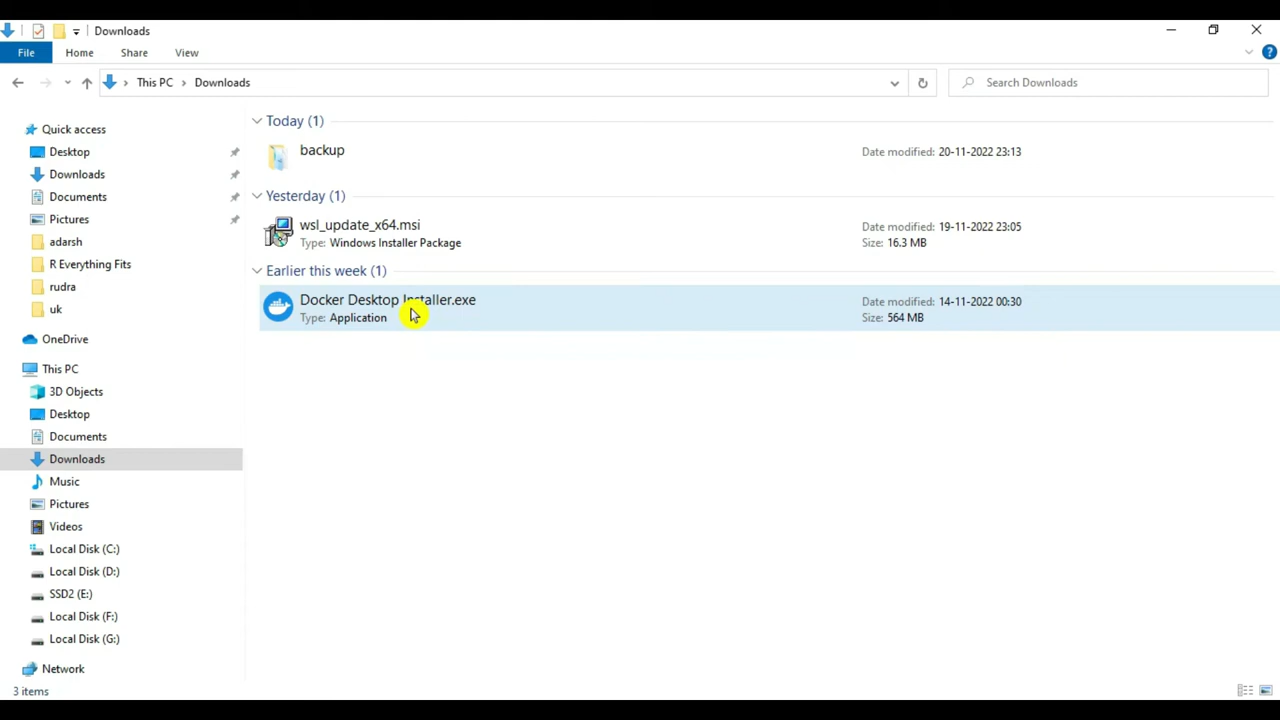 Downloads
File Home Share View
This PC Downloads Search Downloads
Quick access
Desktop
Downloads
Documents
Pictures
adarsh
R Everything Fits
rudra
uk
OneDrive
This PC
3D Objects
Desktop
Documents
Downloads
Music
Pictures
Videos
Local Disk (C:)
Local Disk (D:)
SSD2 (E:)
Local Disk (F:)
Local Disk (G:)
Network
Today (1)
backup Date modified: 20-11-2022 23:13
Yesterday (1)
wsl_update_x64.msi Date modified: 19-11-2022 23:05
Type: Windows Installer Package Size: 16.3 MB
Earlier this week (1)
Docker Desktop Installer.exe Date modified: 14-11-2022 00:30
Type: Application Size: 564 MB
3 items